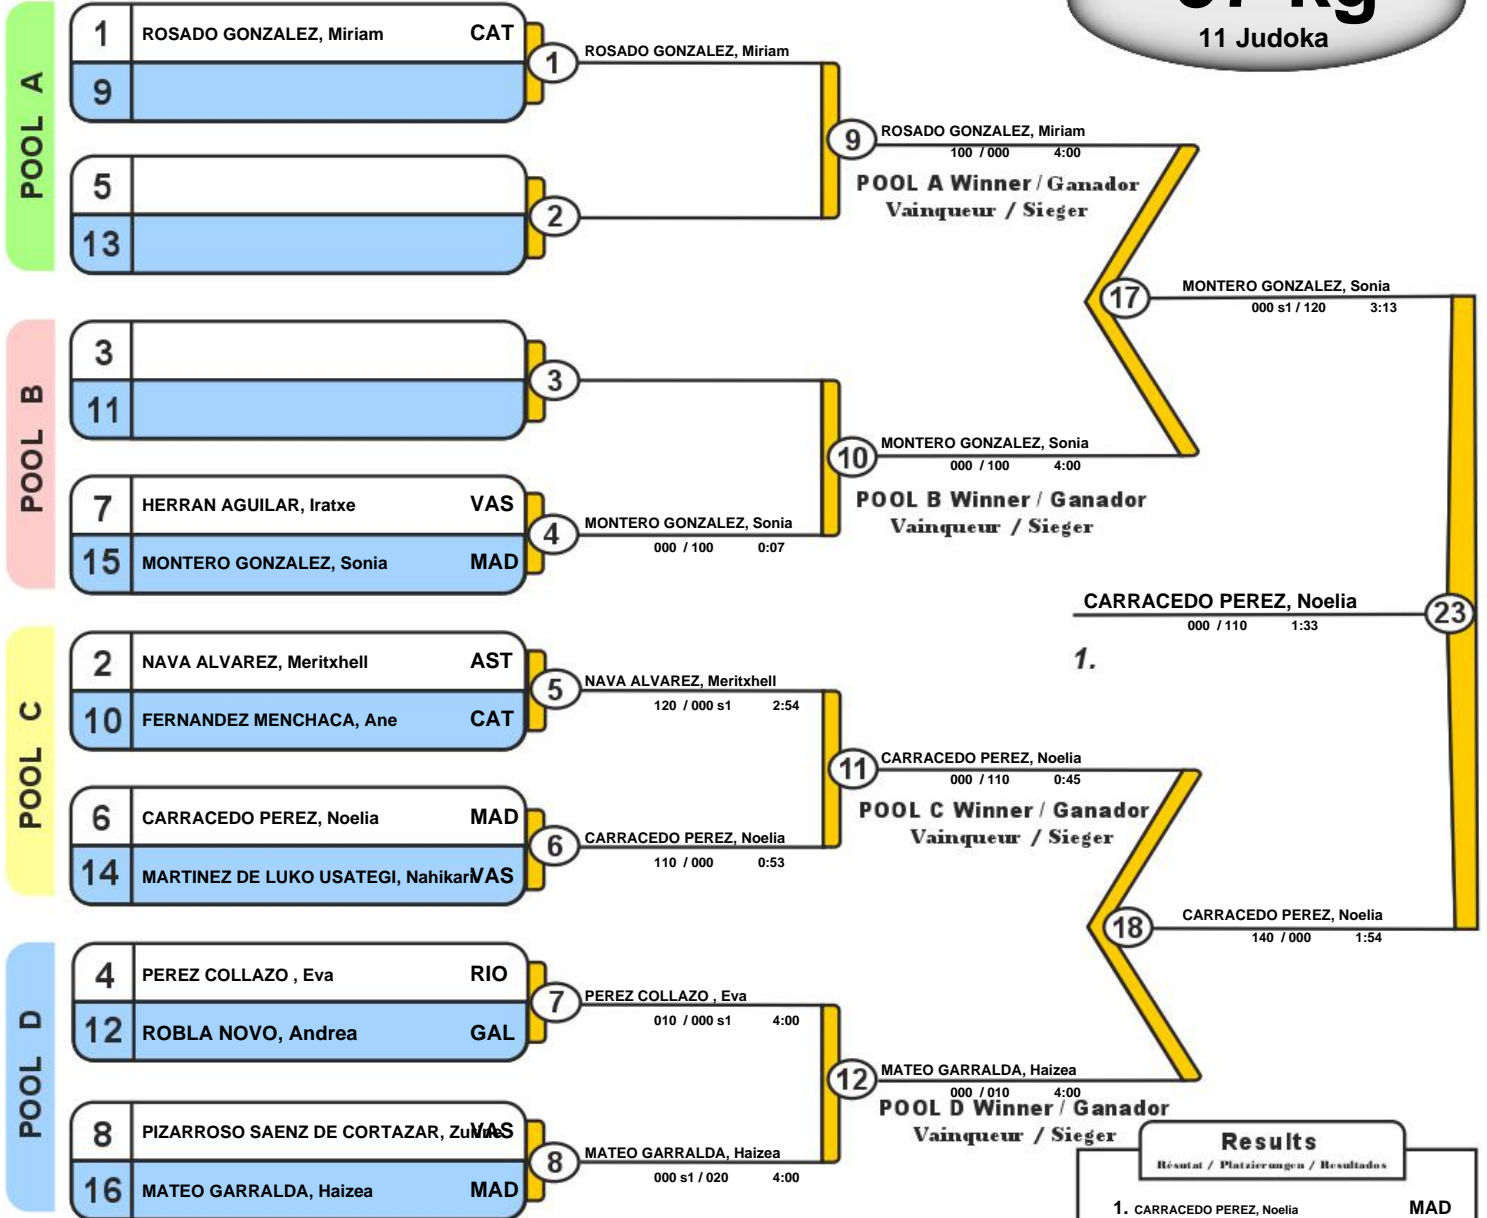 POOL A
1 ROSADO GONZALEZ, Miriam CAT
9
1
ROSADO GONZALEZ, Miriam
5
13
2
9
ROSADO GONZALEZ, Miriam
100 / 000 4:00
POOL A Winner / Ganador
Vainqueur / Sieger
kg
11 Judoka
POOL B
3
11
3
7 HERRAN AGUILAR, Iratxe VAS
15 MONTERO GONZALEZ, Sonia MAD
4
MONTERO GONZALEZ, Sonia
000 / 100 0:07
10
MONTERO GONZALEZ, Sonia
000 / 100 4:00
POOL B Winner / Ganador
Vainqueur / Sieger
17
MONTERO GONZALEZ, Sonia
000 s1 / 120 3:13
POOL C
2 NAVA ALVAREZ, Meritxhell AST
10 FERNANDEZ MENCHACA, Ane CAT
5
NAVA ALVAREZ, Meritxhell
120 / 000 s1 2:54
6 CARRACEDO PEREZ, Noelia MAD
14 MARTINEZ DE LUKO USATEGI, Nahikari VAS
6
CARRACEDO PEREZ, Noelia
110 / 000 0:53
11
CARRACEDO PEREZ, Noelia
000 / 110 0:45
POOL C Winner / Ganador
Vainqueur / Sieger
CARRACEDO PEREZ, Noelia
000 / 110 1:33
23
1.
POOL D
4 PEREZ COLLAZO , Eva RIO
12 ROBLA NOVO, Andrea GAL
7
PEREZ COLLAZO , Eva
010 / 000 s1 4:00
8 PIZARROSO SAENZ DE CORTAZAR, VAS
16 MATEO GARRALDA, Haizea MAD
8
MATEO GARRALDA, Haizea
000 s1 / 020 4:00
12
MATEO GARRALDA, Haizea
000 / 010 4:00
POOL D Winner / Ganador
Vainqueur / Sieger
18
CARRACEDO PEREZ, Noelia
140 / 000 1:54
Results
Résutat / Platzierungen / Resultados
1. CARRACEDO PEREZ, Noelia MAD